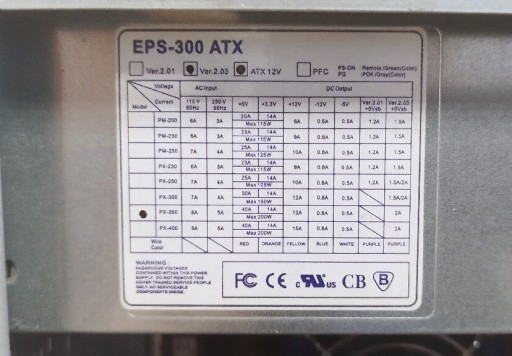 EPS-300 ATX
Ver.2.01 Ver.2.03 ATX 12V PFC PS-ON : Remote/Green(Color)
PG : POK/Gray(Color)
Voltage AC Input DC Output
Current 115 V 60Hz 230 V 50Hz +5V +3.3V +12V -12V -5V Ver.2.01 +5Vsb Ver.2.03 +5Vsb
Model
PM-200 6A 3A 14A Max 115W 8A 0.8A 0.5A 1.2A 1.5A
PM-230 6A 3A 23A 14A Max 115W 9A 0.8A 0.5A 1.2A 1.5A
PM-250 7A 4A 25A 14A Max 125W 10A 0.8A 0.5A 1.2A 1.5A
PX-230 6A 5A 23A 14A Max 115W 9A 0.8A 0.5A 1.2A 1.5A
PX-250 7A 4A 25A 14A Max 125W 10A 0.8A 0.5A 1.2A 1.5A/2A
PX-300 7A 4A 30A 14A Max 150W 12A 0.8A 0.5A 1.5A/2A
PX-350 8A 5A 40A 14A Max 200W 12A 0.8A 0.5A 2A
PX-400 8A 5A 40A 14A Max 200W 15A 0.8A 0.5A 2A
Wire Color RED ORANGE YELLOW BLUE WHITE PURPLE PURPLE
WARNING:
HAZARDOUS VOLTAGES
CONTAINED WITHIN THIS POWER
SUPPLY, DO NOT REMOVE THIS
COVER TRAINED SERVICE PEOPLE
ONLY. NO SERVICEABLE
COMPONENTS INSIDE.
FC CE c RU us CB B